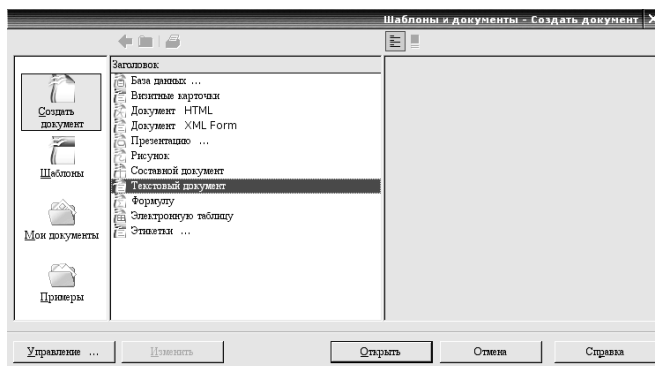 Шаблоны и документы - Создать документ
Заголовок
База данных ...
Визитные карточки
Документ HTML
Документ XML Form
Презентацию ...
Рисунок
Составной документ
Текстовый документ
Формулу
Электронную таблицу
Этикетки ...
Создать
документ
Шаблоны
Мои документы
Примеры
Управление ...
Изменить
Открыть
Отмена
Справка